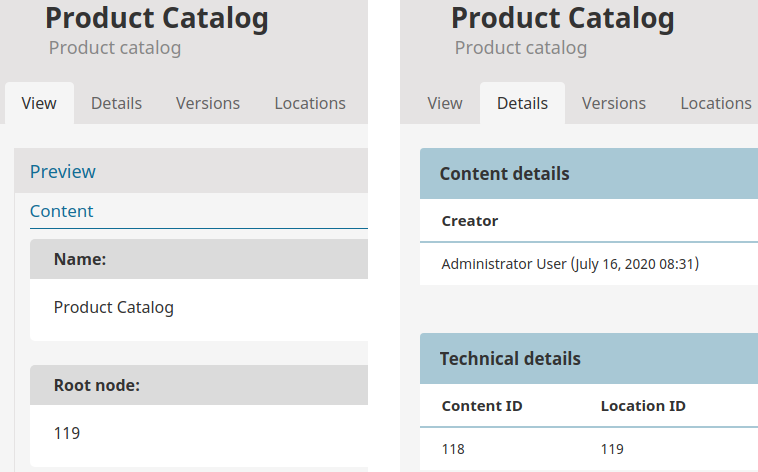 Product Catalog
Product catalog
View Details Versions Locations
Preview
Content
Name:
Product Catalog
Root node:
119
Product Catalog
Product catalog
View Details Versions Locations
Content details
Creator
Administrator User (July 16, 2020 08:31)
Technical details
Content ID Location ID
118 119